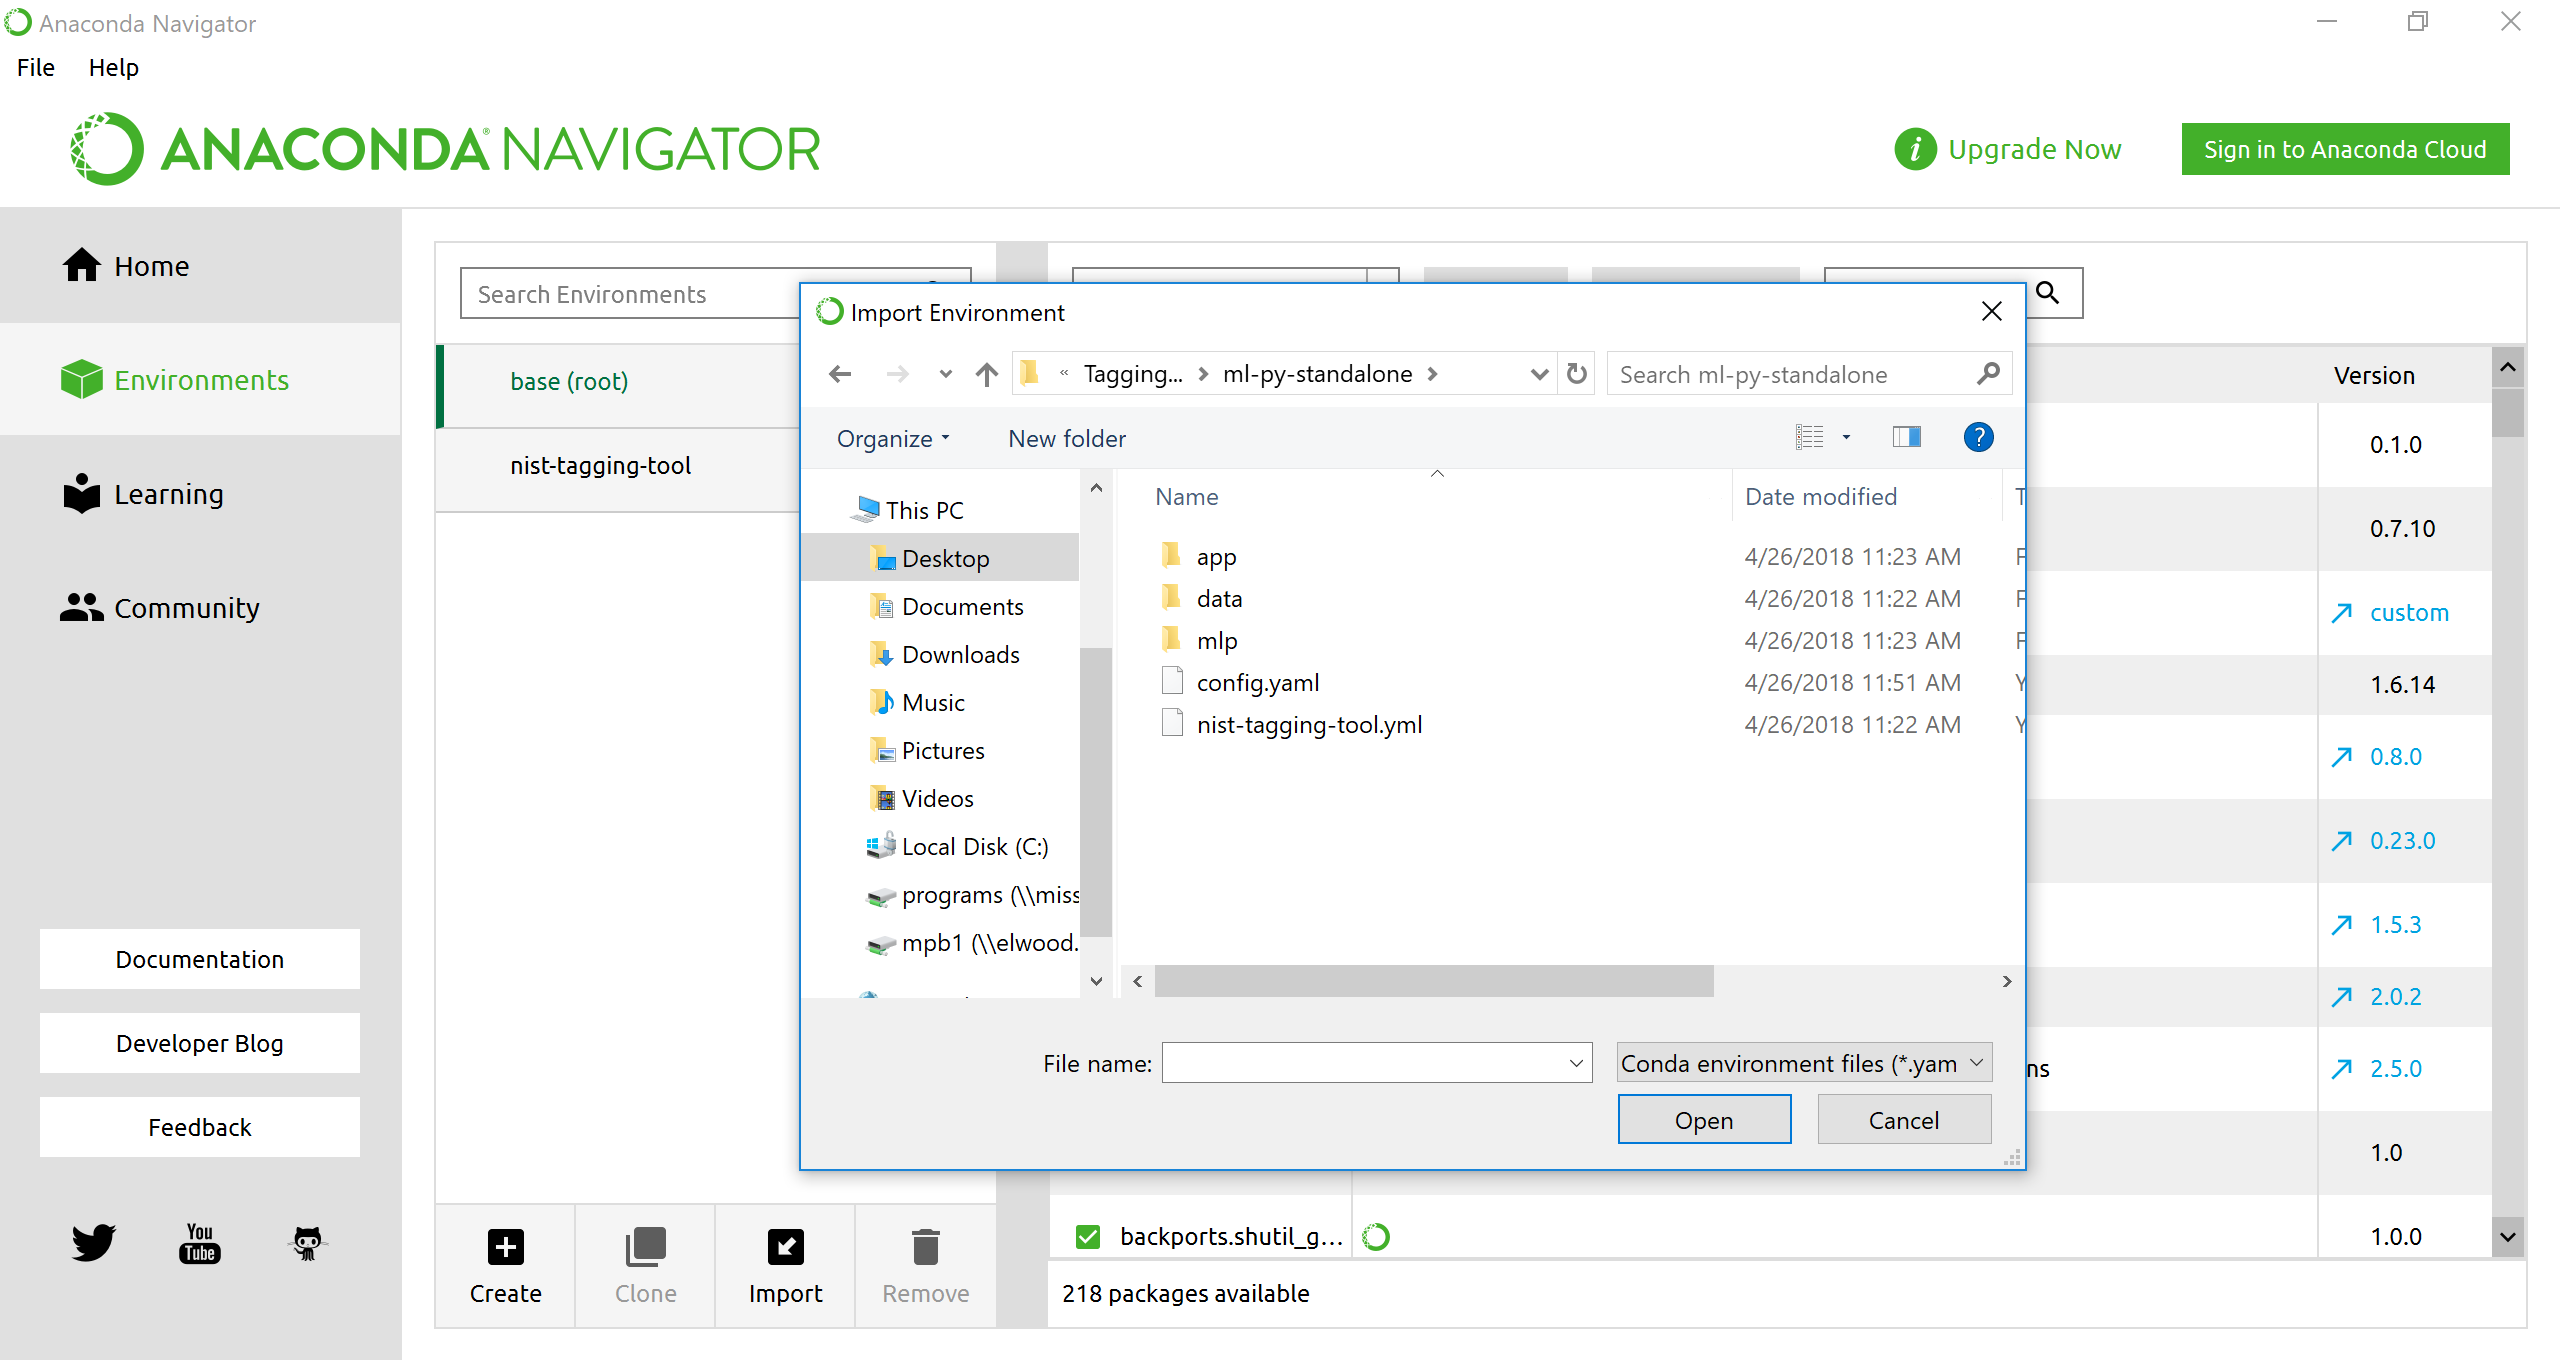 Anaconda Navigator
File Help
ANACONDA® NAVIGATOR
i Upgrade Now
Sign in to Anaconda Cloud
Home
Environments
Learning
Community
Documentation
Developer Blog
Feedback
You
Tube
Search Environments
base (root)
nist-tagging-tool
Create
Clone
Import
Remove
Import Environment
« Tagging... > ml-py-standalone >
Search ml-py-standalone
Organize New folder ?
This PC
Desktop
Documents
Downloads
Music
Pictures
Videos
Local Disk (C:)
programs (\\miss
mpb1 (\\elwood.
Name Date modified T
app 4/26/2018 11:23 AM F
data 4/26/2018 11:22 AM F
mlp 4/26/2018 11:23 AM F
config.yaml 4/26/2018 11:51 AM Y
nist-tagging-tool.yml 4/26/2018 11:22 AM Y
File name:
Conda environment files (*.yam
Open Cancel
Version
0.1.0
0.7.10
custom
1.6.14
0.8.0
0.23.0
1.5.3
2.0.2
ns 2.5.0
1.0
backports.shutil_g... 1.0.0
218 packages available